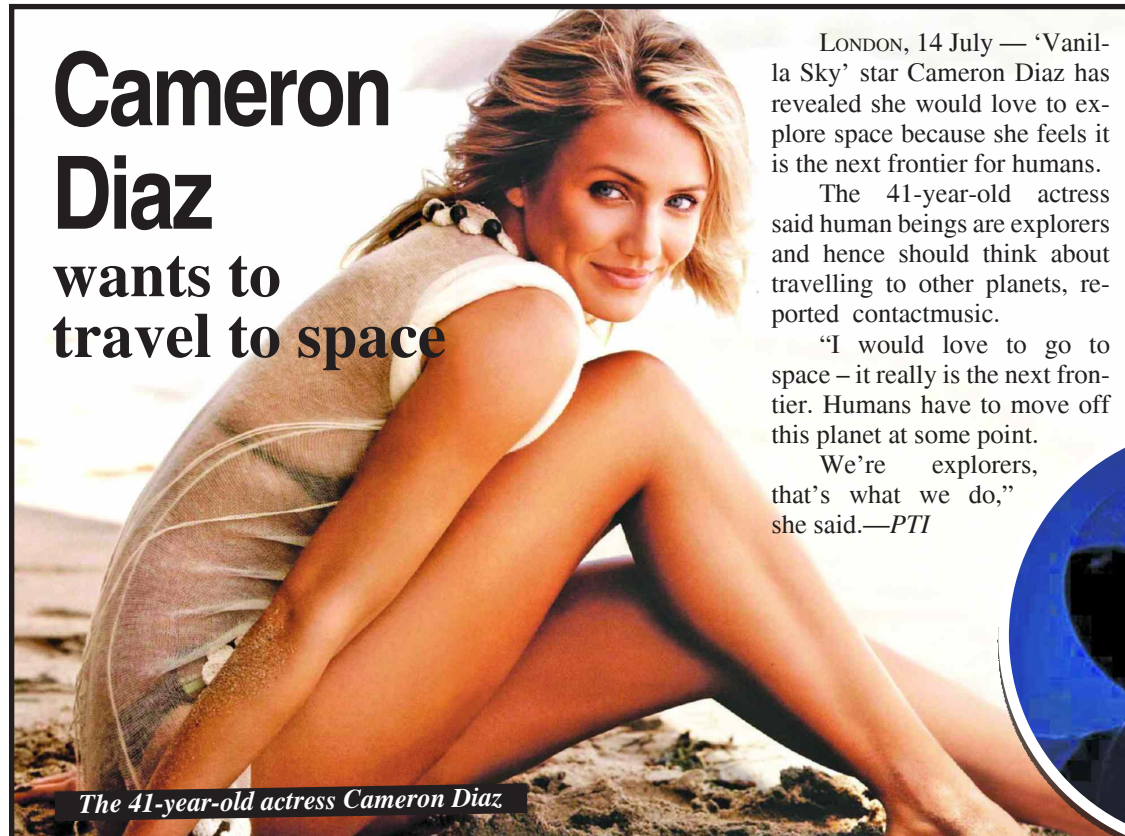 Cameron
Diaz
wants to
travel to space
LONDON, 14 July — ‘Vanil-
la Sky’ star Cameron Diaz has
revealed she would love to ex-
plore space because she feels it
is the next frontier for humans.
The 41-year-old actress
said human beings are explorers
and hence should think about
travelling to other planets, re-
ported contactmusic.
“I would love to go to
space – it really is the next fron-
tier. Humans have to move off
this planet at some point.
We’re explorers,
that’s what we do,”
she said.—PTI
The 41-year-old actress Cameron Diaz